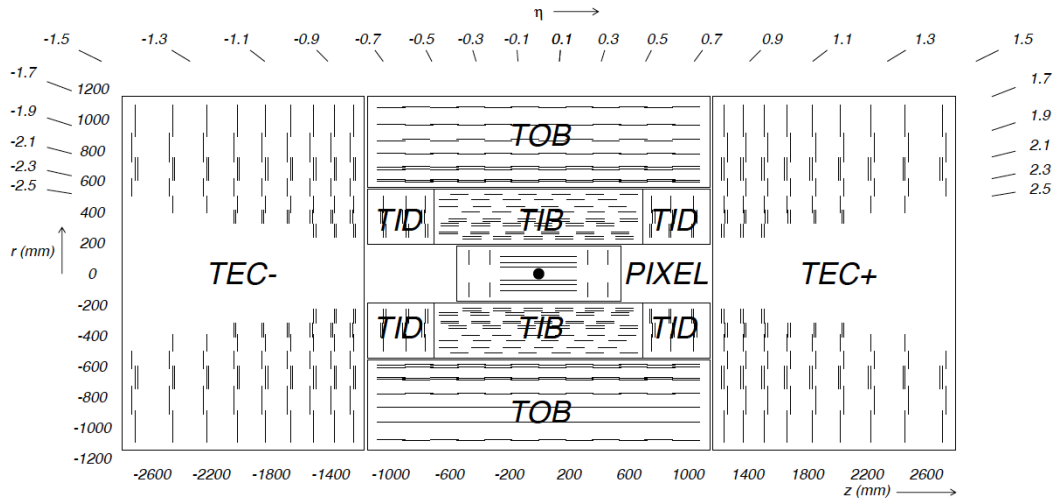 η
-1.5 -1.3 -1.1 -0.9 -0.7 -0.5 -0.3 -0.1 0.1 0.3 0.5 0.7 0.9 1.1 1.3 1.5
-1.7 1.7
1200
-1.9 1.9
1000
-2.1 2.1
800
-2.3 2.3
600
-2.5 2.5
400
200
r (mm)
0
-200
-400
-600
-800
-1000
-1200
TOB
TID TIB TID
TEC- PIXEL TEC+
TID TIB TID
TOB
-2600 -2200 -1800 -1400 -1000 -600 -200 200 600 1000 1400 1800 2200 2600
z (mm)